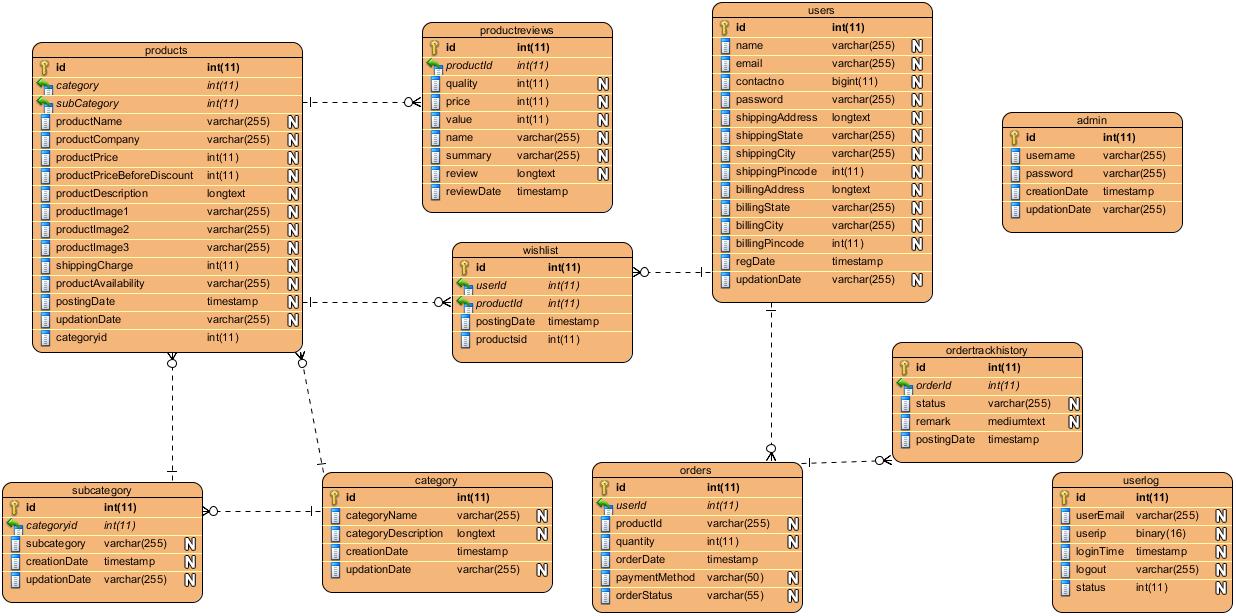 products
id int(11)
category int(11)
subCategory int(11)
productName varchar(255) N
productCompany varchar(255) N
productPrice int(11) N
productPriceBeforeDiscount int(11) N
productDescription longtext N
productImage1 varchar(255) N
productImage2 varchar(255) N
productImage3 varchar(255) N
shippingCharge int(11) N
productAvailability varchar(255) N
postingDate timestamp N
updationDate varchar(255) N
categoryid int(11)
productreviews
id int(11)
productId int(11)
quality int(11) N
price int(11) N
value int(11) N
name varchar(255) N
summary varchar(255) N
review longtext N
reviewDate timestamp
users
id int(11)
name varchar(255) N
email varchar(255) N
contactno bigint(11) N
password varchar(255) N
shippingAddress longtext N
shippingState varchar(255) N
shippingCity varchar(255) N
shippingPincode int(11) N
billingAddress longtext N
billingState varchar(255) N
billingCity varchar(255) N
billingPincode int(11) N
regDate timestamp
updationDate varchar(255) N
admin
id int(11)
username varchar(255)
password varchar(255)
creationDate timestamp
updationDate varchar(255)
wishlist
id int(11)
userId int(11)
productId int(11)
postingDate timestamp
productsid int(11)
ordertrackhistory
id int(11)
orderId int(11)
status varchar(255) N
remark mediumtext N
postingDate timestamp
subcategory
id int(11)
categoryid int(11)
subcategory varchar(255) N
creationDate timestamp N
updationDate varchar(255) N
category
id int(11)
categoryName varchar(255) N
categoryDescription longtext N
creationDate timestamp
updationDate varchar(255) N
orders
id int(11)
userId int(11)
productId varchar(255) N
quantity int(11) N
orderDate timestamp
paymentMethod varchar(50) N
orderStatus varchar(55) N
userlog
id int(11)
userEmail varchar(255) N
userip binary(16) N
loginTime timestamp N
logout varchar(255) N
status int(11) N